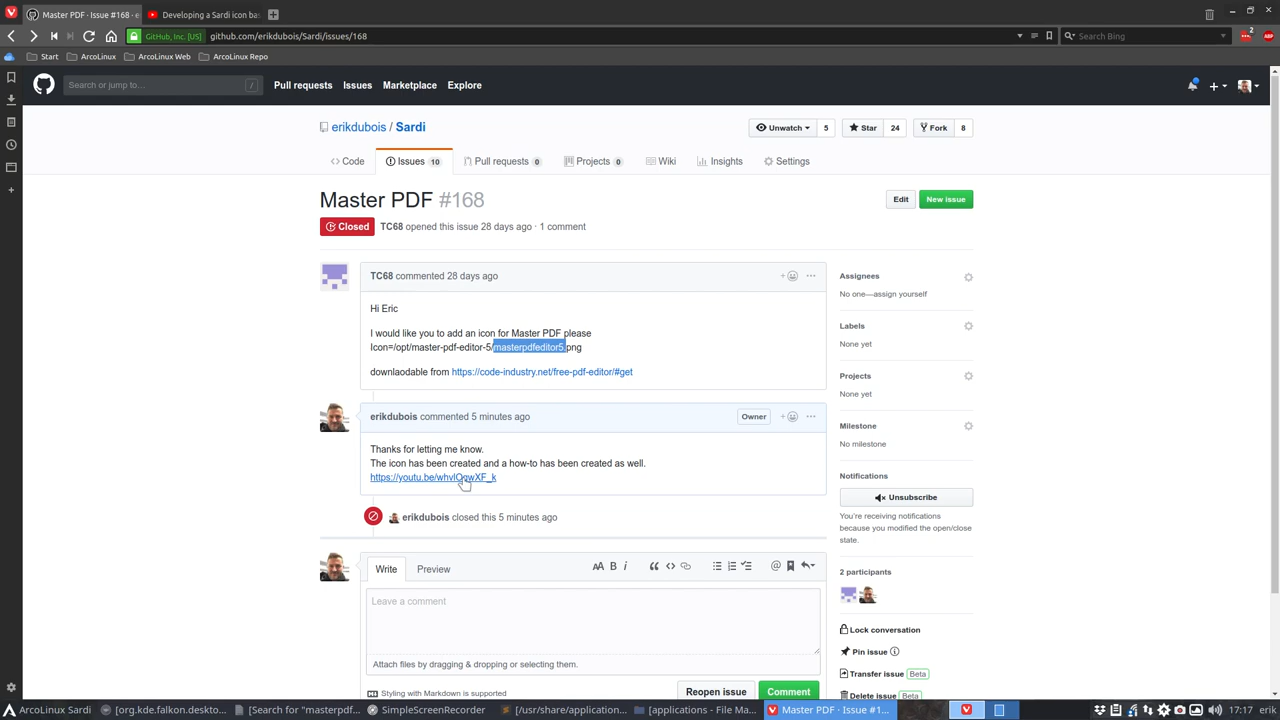 Master PDF · Issue #168 · e
Developing a Sardi icon ba
GitHub, Inc. [US]
github.com/erikdubois/Sardi/issues/168
Search Bing
Start
ArcoLinux
ArcoLinux Web
ArcoLinux Repo
Search or jump to…
/
Pull requests
Issues
Marketplace
Explore
erikdubois / Sardi
Unwatch
5
Star
24
Fork
8
Code
Issues 10
Pull requests 0
Projects 0
Wiki
Insights
Settings
Master PDF #168
Edit
New issue
Closed
TC68 opened this issue 28 days ago · 1 comment
TC68 commented 28 days ago
Hi Eric
I would like you to add an icon for Master PDF please
Icon=/opt/master-pdf-editor-5/masterpdfeditor5.png
downlaodable from https://code-industry.net/free-pdf-editor/#get
erikdubois commented 5 minutes ago
Owner
Thanks for letting me know.
The icon has been created and a how-to has been created as well.
erikdubois closed this 5 minutes ago
Write
Preview
Leave a comment
Attach files by dragging & dropping or selecting them.
Styling with Markdown is supported
Reopen issue
Comment
Assignees
No one—assign yourself
Labels
None yet
Projects
None yet
Milestone
No milestone
Notifications
Unsubscribe
You're receiving notifications
because you modified the open/close
state.
2 participants
Lock conversation
Pin issue
Transfer issue Beta
Delete issue Beta
ArcoLinux Sardi
[org.kde.falkon...
[Search for "masterpd...
SimpleScreenRecor...
[/usr/share/application...
[applications - File Ma...
Master PDF · Issue #1...
17:17
erik